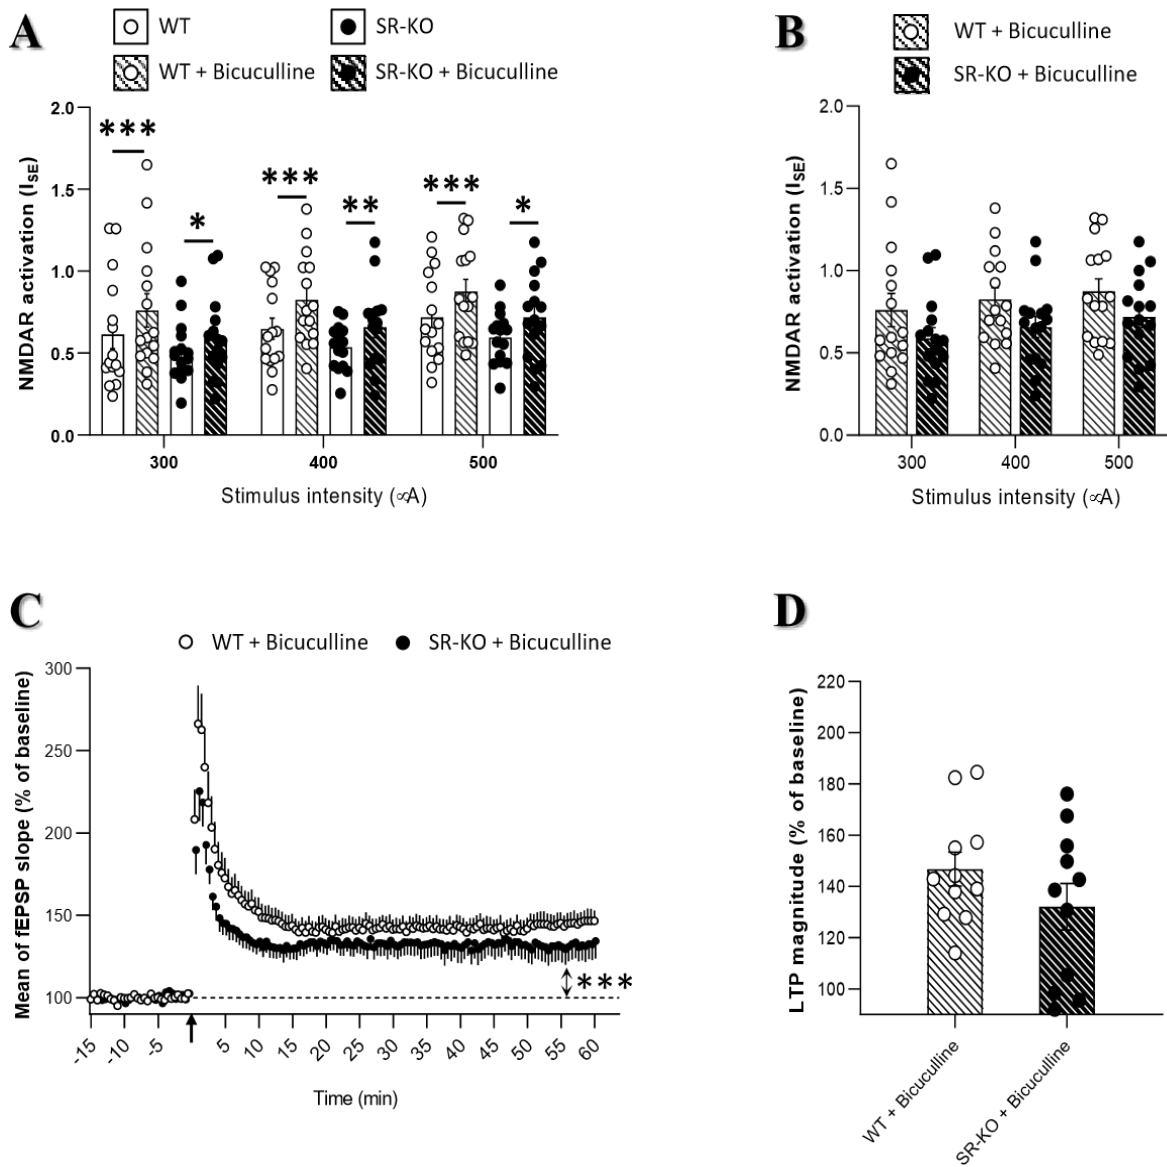 A
WT
SR-KO
WT + Bicuculline
SR-KO + Bicuculline
NMDAR activation (ISE)
2.0
1.5
1.0
0.5
0.0
***
*
***
**
***
*
300
400
500
Stimulus intensity (∝A)
B
WT + Bicuculline
SR-KO + Bicuculline
NMDAR activation (ISE)
2.0
1.5
1.0
0.5
0.0
300
400
500
Stimulus intensity (∝A)
C
WT + Bicuculline
SR-KO + Bicuculline
Mean of fEPSP slope (% of baseline)
300
250
200
150
100
***
-15
-10
-5
5
10
15
20
25
30
35
40
45
50
55
60
Time (min)
D
LTP magnitude (% of baseline)
220
200
180
160
140
120
100
WT + Bicuculline
SR-KO + Bicuculline